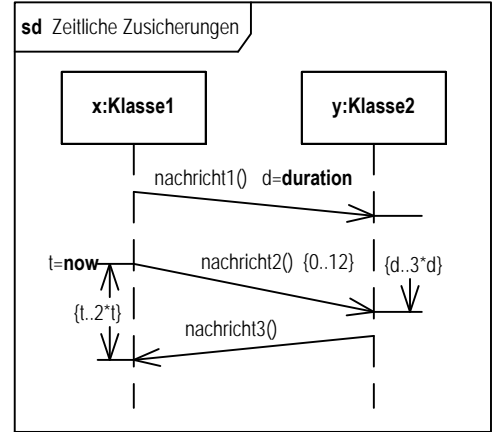 sd Zeitliche Zusicherungen
x:Klasse1 y:Klasse2
nachricht1() d=duration
t=now nachricht2() {0..12} {d..3*d}
{t..2*t}
nachricht3()